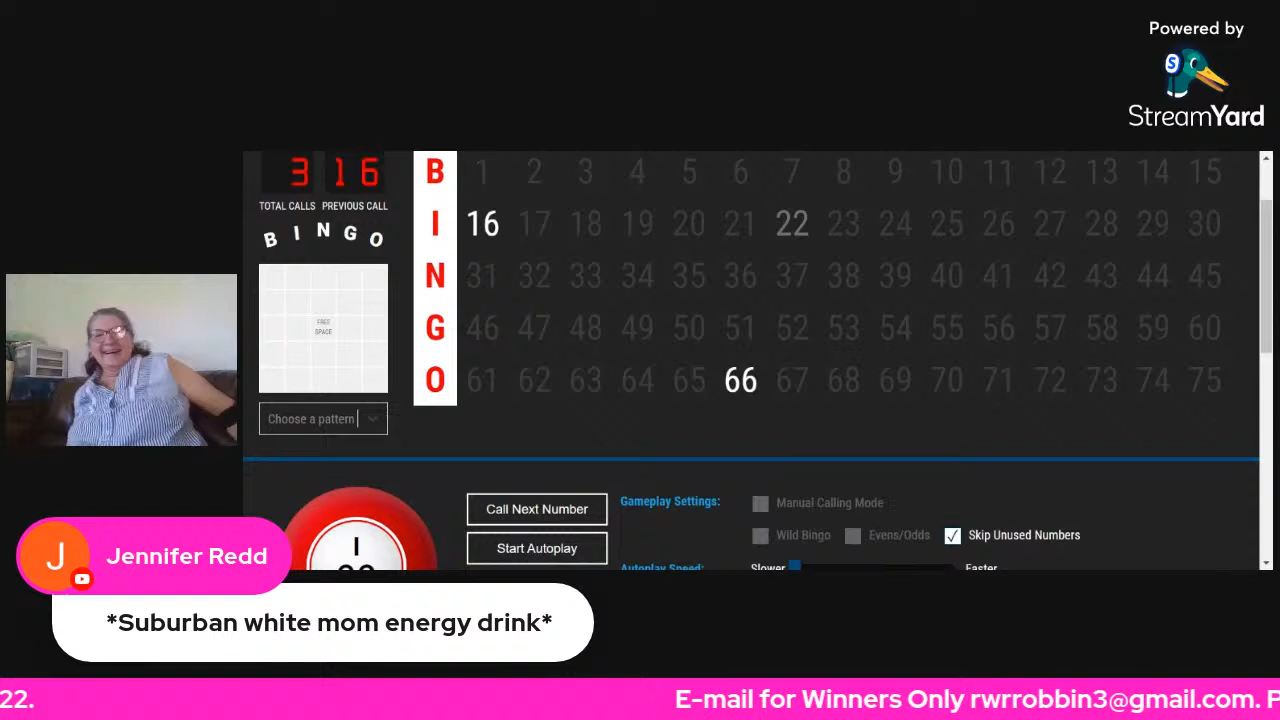 Powered by
S
StreamYard
3 16
TOTAL CALLS PREVIOUS CALL
B I N G O
FREE
SPACE
Choose a pattern
B 1 2 3 4 5 6 7 8 9 10 11 12 13 14 15
I 16 17 18 19 20 21 22 23 24 25 26 27 28 29 30
N 31 32 33 34 35 36 37 38 39 40 41 42 43 44 45
G 46 47 48 49 50 51 52 53 54 55 56 57 58 59 60
O 61 62 63 64 65 66 67 68 69 70 71 72 73 74 75
I
Call Next Number
Start Autoplay
Gameplay Settings:
Manual Calling Mode
Wild Bingo Evens/Odds Skip Unused Numbers
Autoplay Speed: Slower Faster
J Jennifer Redd
*Suburban white mom energy drink*
22. E-mail for Winners Only rwrrobbin3@gmail.com. P